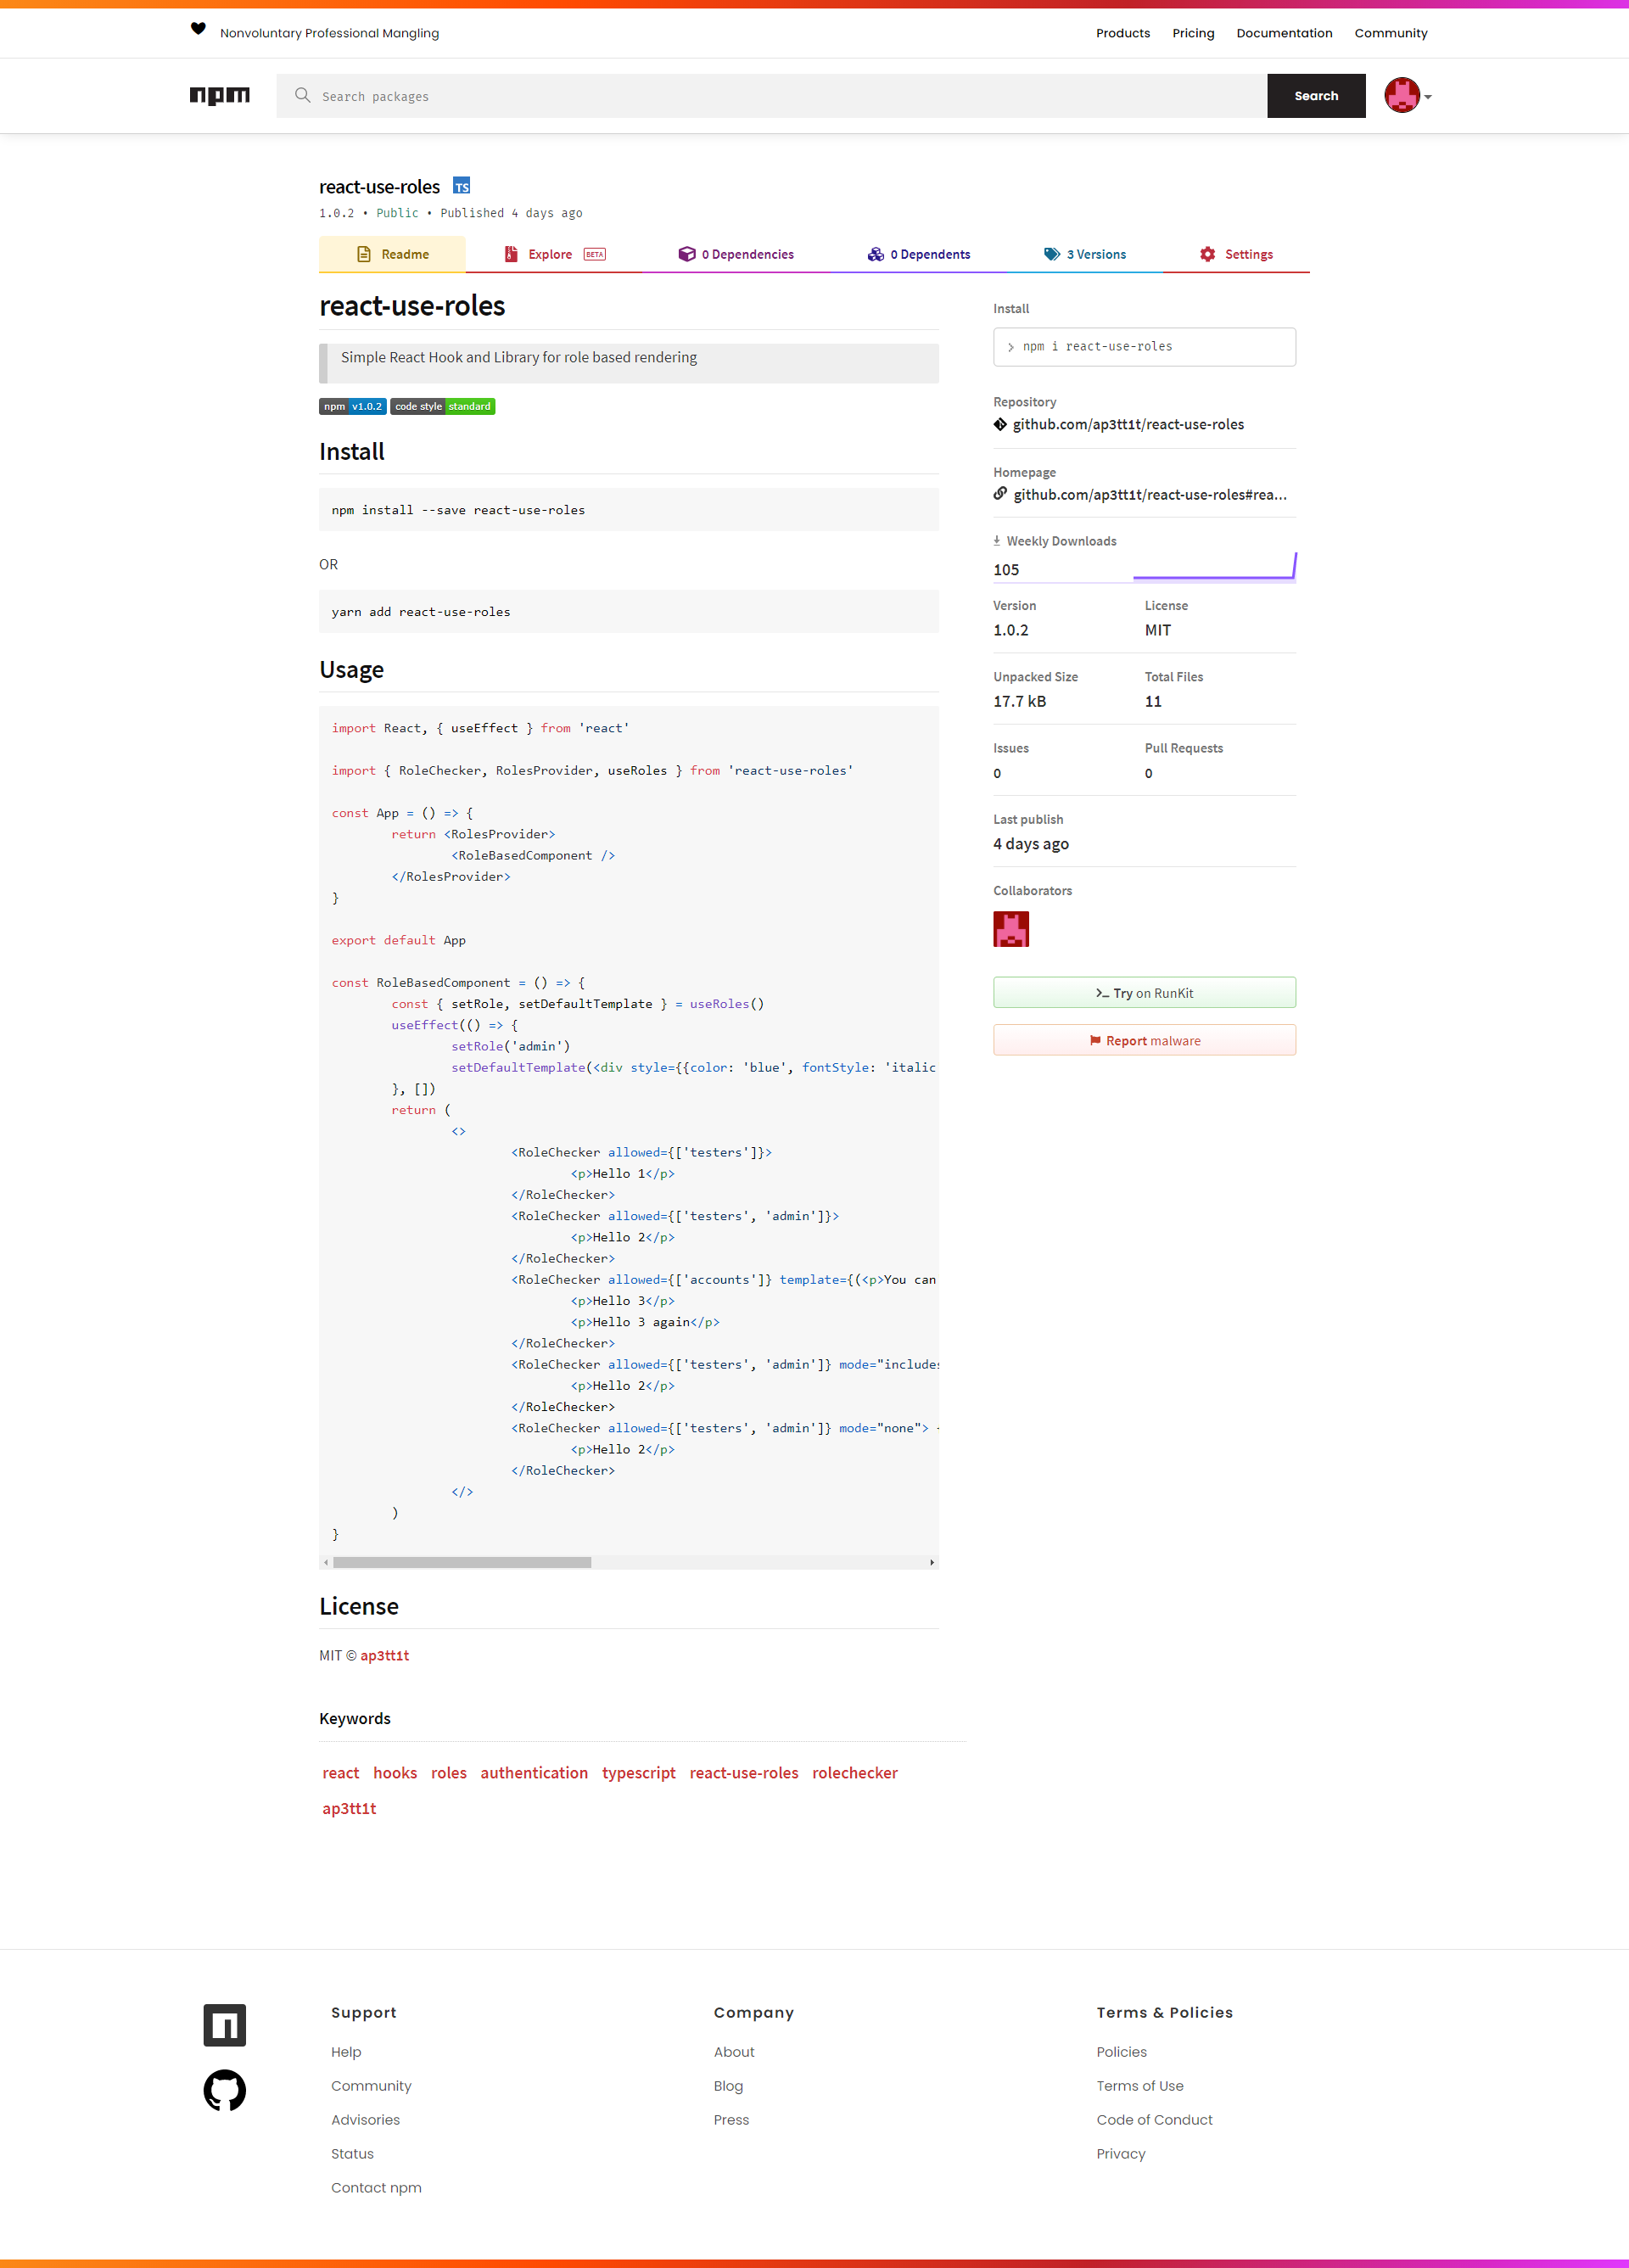 Nonvoluntary Professional Mangling
Products Pricing Documentation Community
npm
Search packages
Search
react-use-roles TS
1.0.2 • Public • Published 4 days ago
Readme
Explore BETA
0 Dependencies
0 Dependents
3 Versions
Settings
react-use-roles
Simple React Hook and Library for role based rendering
npm v1.0.2 code style standard
Install
npm install --save react-use-roles
OR
yarn add react-use-roles
Usage
import React, { useEffect } from 'react'
import { RoleChecker, RolesProvider, useRoles } from 'react-use-roles'
const App = () => {
return <RolesProvider>
<RoleBasedComponent />
</RolesProvider>
}
export default App
const RoleBasedComponent = () => {
const { setRole, setDefaultTemplate } = useRoles()
useEffect(() => {
setRole('admin')
setDefaultTemplate(<div style={{color: 'blue', fontStyle: 'italic
}, [])
return (
<>
<RoleChecker allowed={['testers']}>
<p>Hello 1</p>
</RoleChecker>
<RoleChecker allowed={['testers', 'admin']}>
<p>Hello 2</p>
</RoleChecker>
<RoleChecker allowed={['accounts']} template={(<p>You can
<p>Hello 3</p>
<p>Hello 3 again</p>
</RoleChecker>
<RoleChecker allowed={['testers', 'admin']} mode="includes
<p>Hello 2</p>
</RoleChecker>
<RoleChecker allowed={['testers', 'admin']} mode="none">
<p>Hello 2</p>
</RoleChecker>
</>
)
}
License
MIT © ap3tt1t
Keywords
react hooks roles authentication typescript react-use-roles rolechecker
ap3tt1t
Install
npm i react-use-roles
Repository
github.com/ap3tt1t/react-use-roles
Homepage
github.com/ap3tt1t/react-use-roles#rea...
Weekly Downloads
105
Version License
1.0.2 MIT
Unpacked Size Total Files
17.7 kB 11
Issues Pull Requests
0 0
Last publish
4 days ago
Collaborators
Try on RunKit
Report malware
Support
Help
Community
Advisories
Status
Contact npm
Company
About
Blog
Press
Terms & Policies
Policies
Terms of Use
Code of Conduct
Privacy